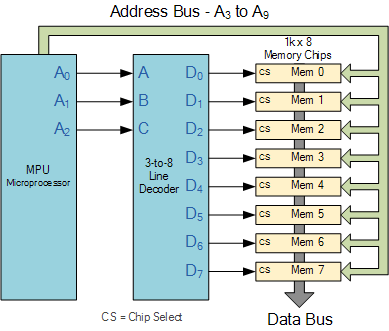 Address Bus - A3 to A9
1k x 8
Memory Chips
A0
A1
A2
MPU
Microprocessor
A
B
C
3-to-8
Line
Decoder
D0
D1
D2
D3
D4
D5
D6
D7
cs Mem 0
cs Mem 1
cs Mem 2
cs Mem 3
cs Mem 4
cs Mem 5
cs Mem 6
cs Mem 7
CS = Chip Select
Data Bus